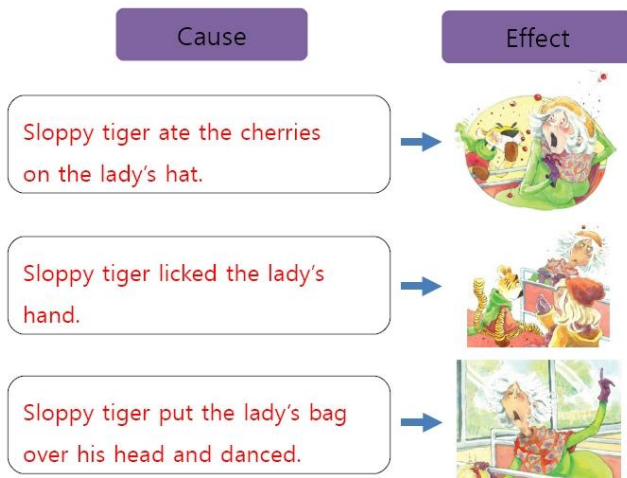 Cause
Effect
Sloppy tiger ate the cherries
on the lady's hat.
Sloppy tiger licked the lady's
hand.
Sloppy tiger put the lady's bag
over his head and danced.